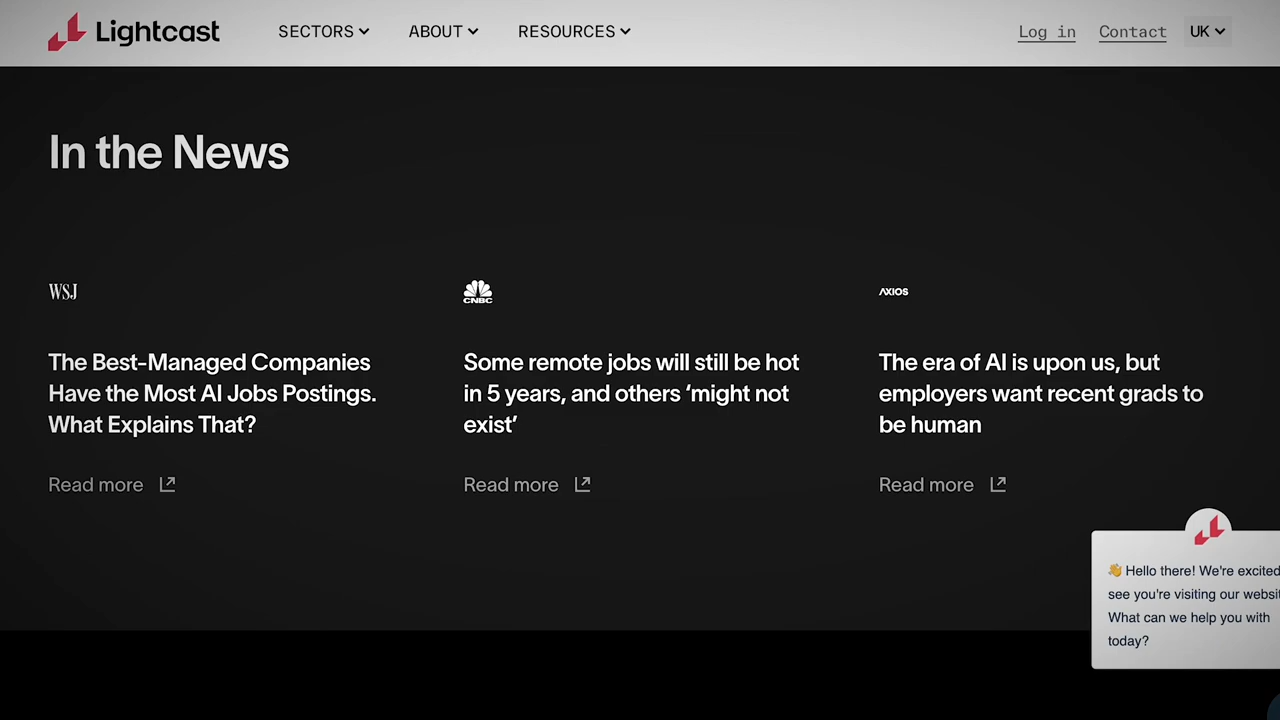 Lightcast
SECTORS
ABOUT
RESOURCES
Log in
Contact
UK
In the News
WSJ
The Best-Managed Companies
Have the Most AI Jobs Postings.
What Explains That?
Read more
CNBC
Some remote jobs will still be hot
in 5 years, and others ‘might not
exist’
Read more
AXIOS
The era of AI is upon us, but
employers want recent grads to
be human
Read more
👋 Hello there! We're excited
see you're visiting our websi
What can we help you with
today?